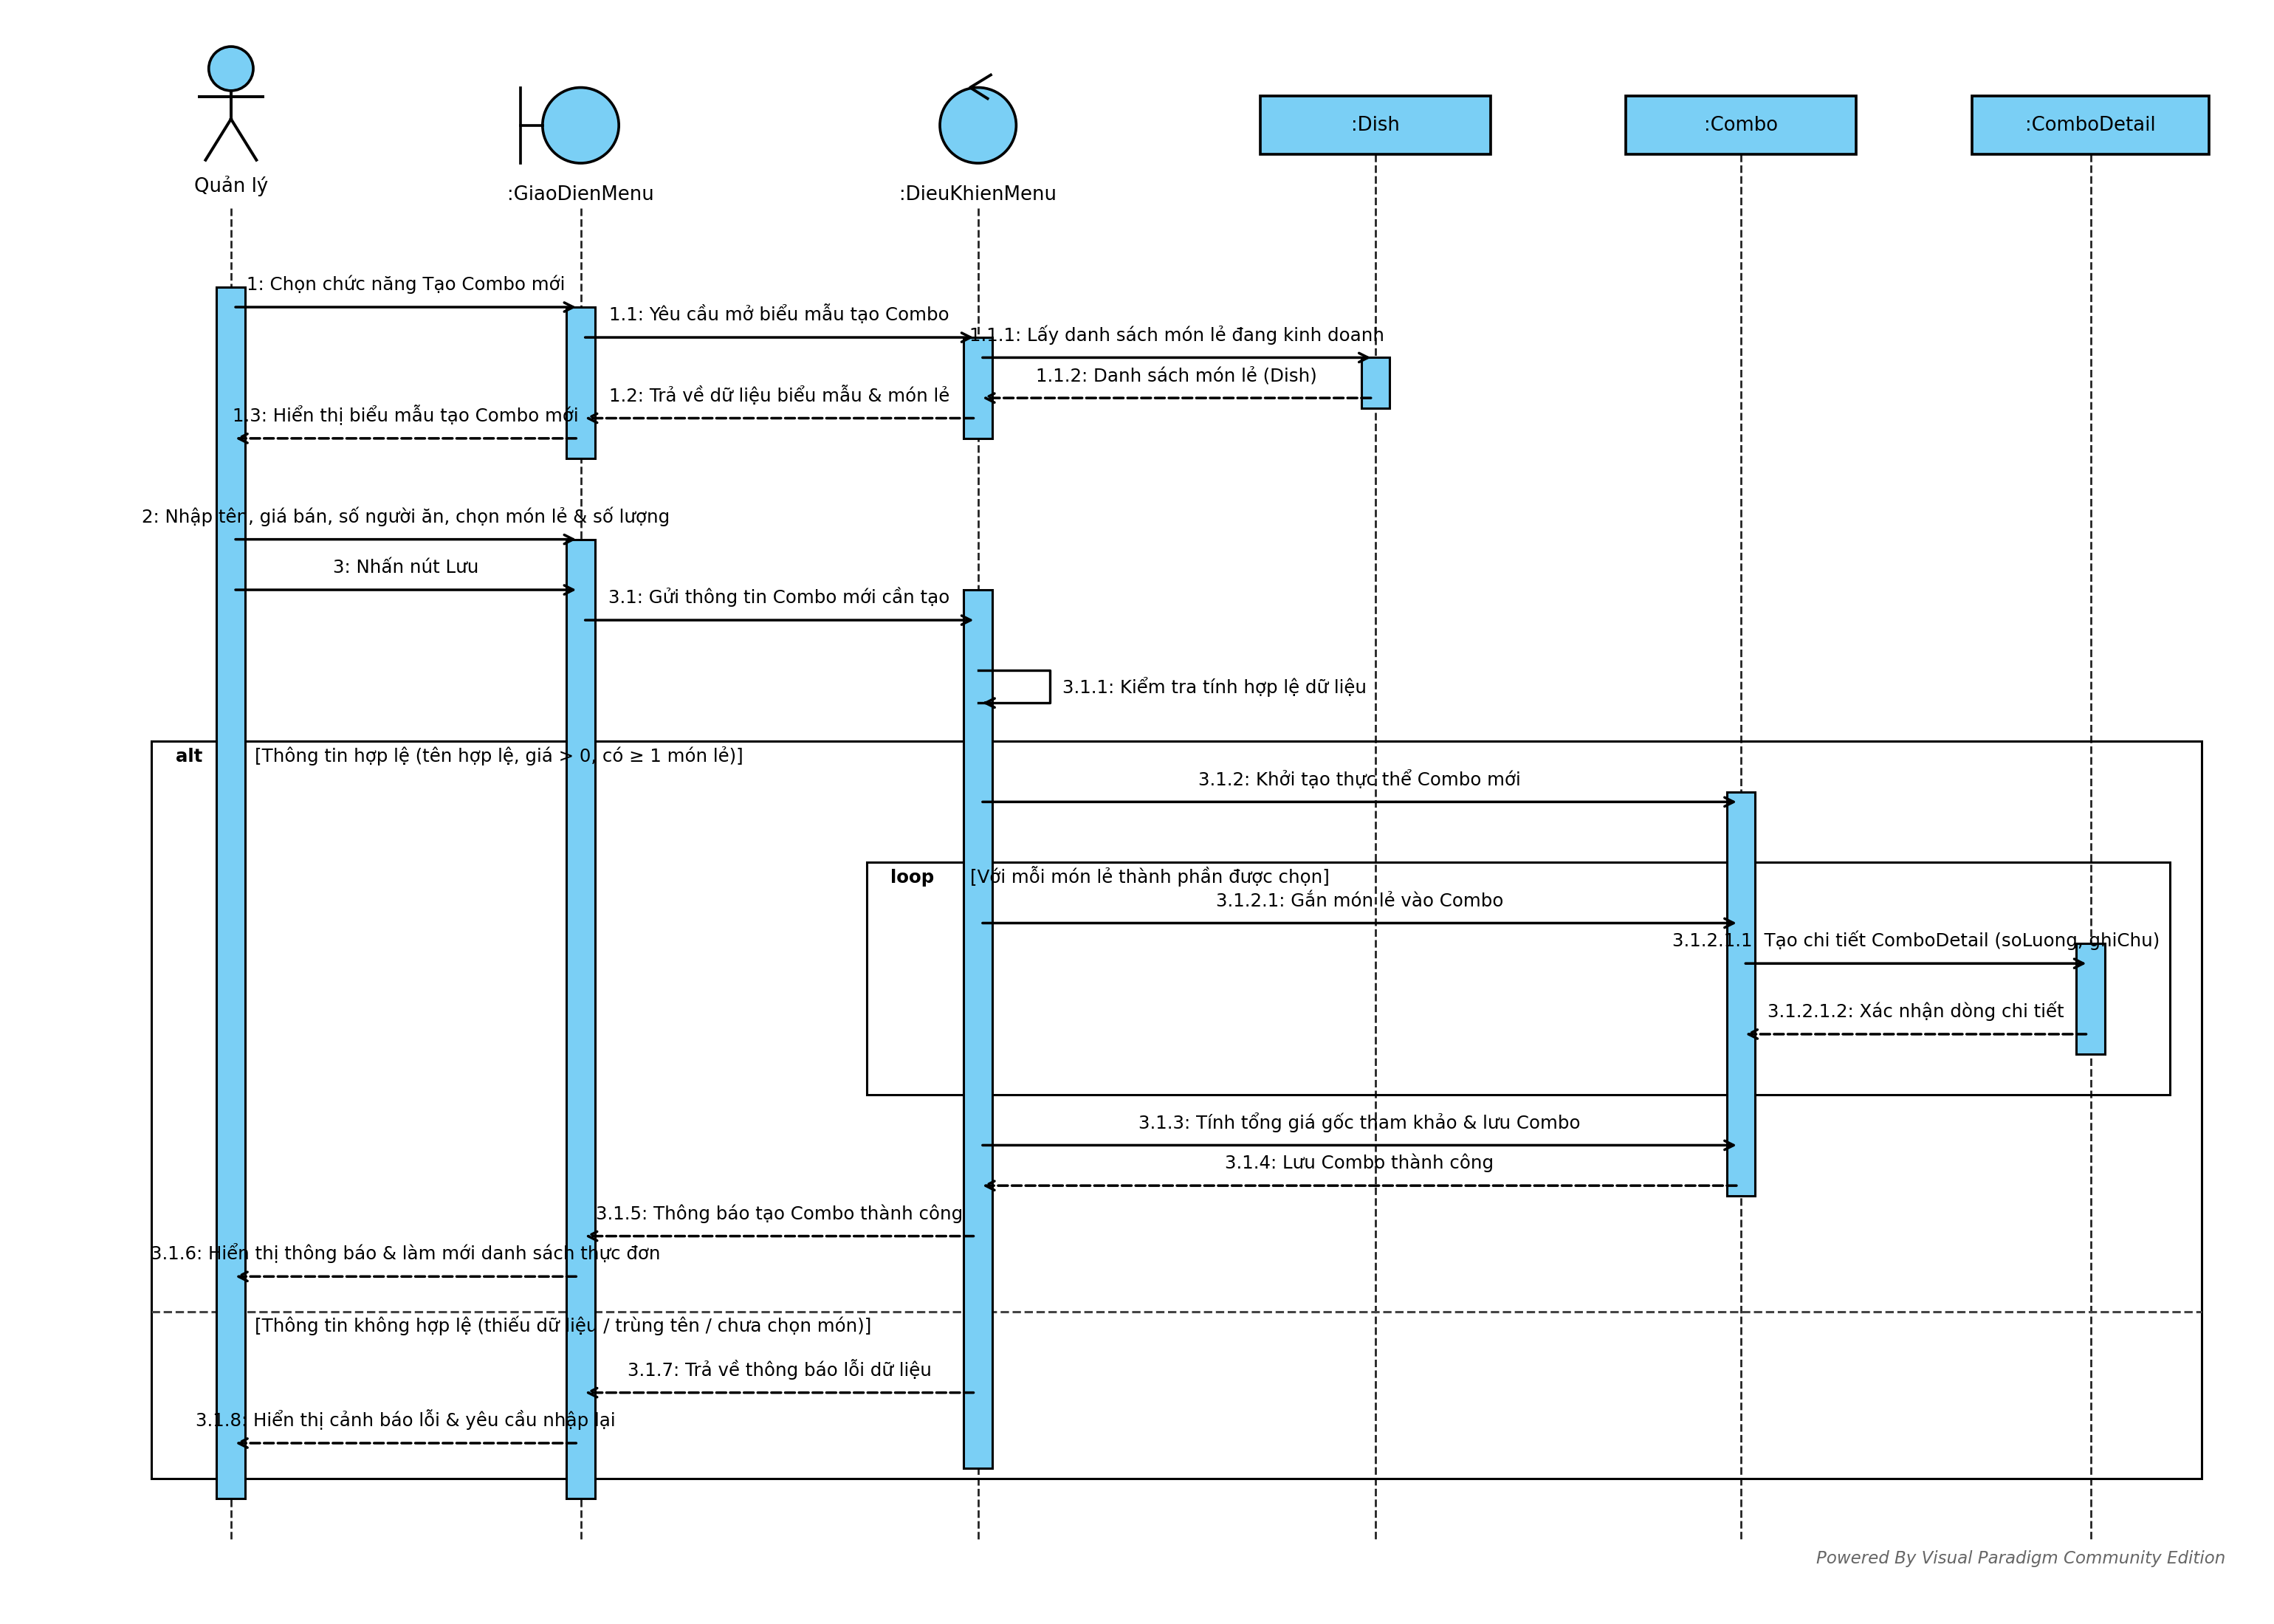 Quản lý
:GiaoDienMenu
:DieuKhienMenu
:Dish
:Combo
:ComboDetail
1: Chọn chức năng Tạo Combo mới
1.1: Yêu cầu mở biểu mẫu tạo Combo
1.1.1: Lấy danh sách món lẻ đang kinh doanh
1.1.2: Danh sách món lẻ (Dish)
1.2: Trả về dữ liệu biểu mẫu & món lẻ
1.3: Hiển thị biểu mẫu tạo Combo mới
2: Nhập tên, giá bán, số người ăn, chọn món lẻ & số lượng
3: Nhấn nút Lưu
3.1: Gửi thông tin Combo mới cần tạo
3.1.1: Kiểm tra tính hợp lệ dữ liệu
alt [Thông tin hợp lệ (tên hợp lệ, giá > 0, có ≥ 1 món lẻ)]
3.1.2: Khởi tạo thực thể Combo mới
loop [Với mỗi món lẻ thành phần được chọn]
3.1.2.1: Gắn món lẻ vào Combo
3.1.2.1.1: Tạo chi tiết ComboDetail (soLuong, ghiChu)
3.1.2.1.2: Xác nhận dòng chi tiết
3.1.3: Tính tổng giá gốc tham khảo & lưu Combo
3.1.4: Lưu Combo thành công
3.1.5: Thông báo tạo Combo thành công
3.1.6: Hiển thị thông báo & làm mới danh sách thực đơn
[Thông tin không hợp lệ (thiếu dữ liệu / trùng tên / chưa chọn món)]
3.1.7: Trả về thông báo lỗi dữ liệu
3.1.8: Hiển thị cảnh báo lỗi & yêu cầu nhập lại
Powered By Visual Paradigm Community Edition